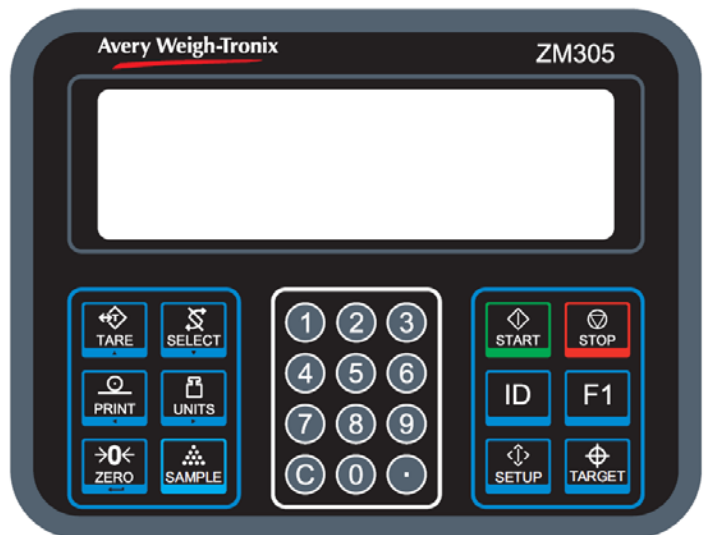 Avery Weigh-Tronix
ZM305
TARE SELECT
1 2 3
START STOP
PRINT UNITS
4 5 6
ID F1
7 8 9
→0← ZERO SAMPLE
C 0 .
SETUP TARGET